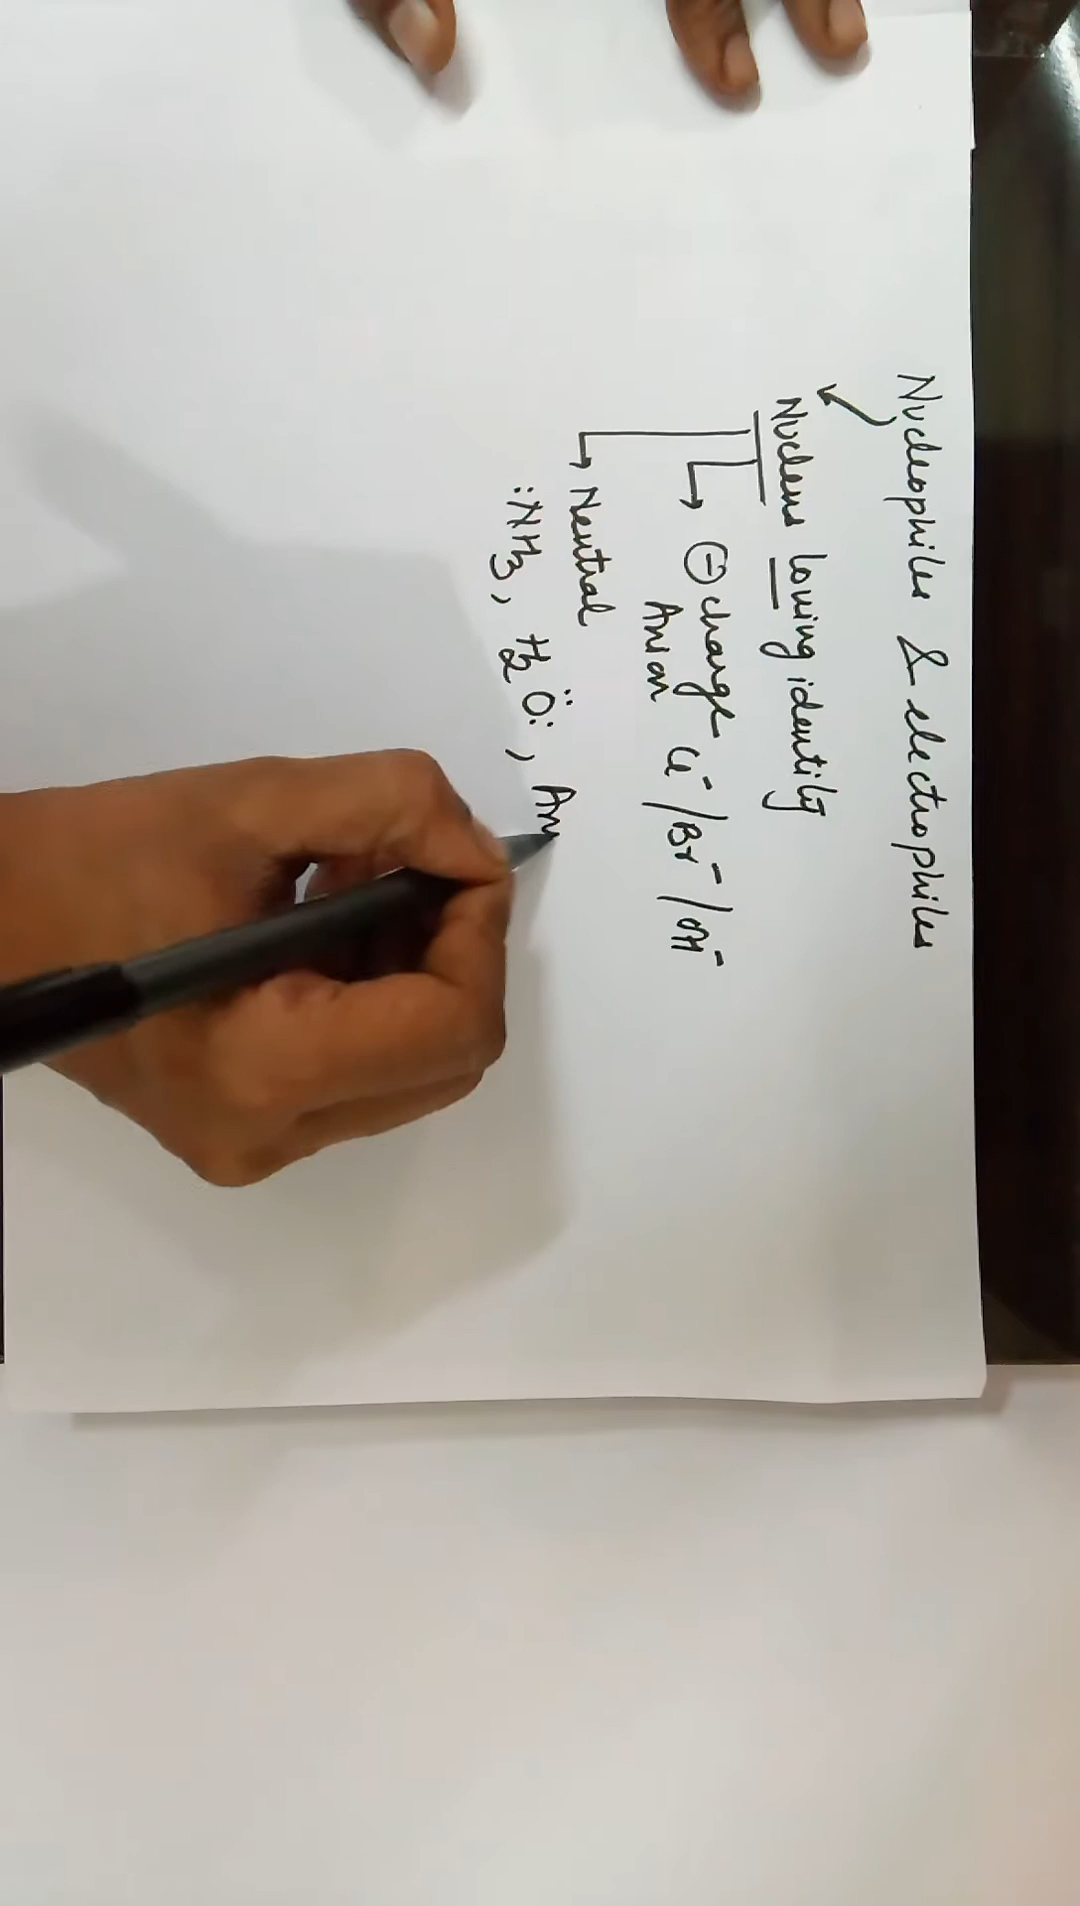 Nucleophiles & electrophiles
Nucleus loving identity
⊖ charge Cl⁻ / Br⁻ / OH⁻
Anion
Neutral
:NH₃, H₂Ö:, Am